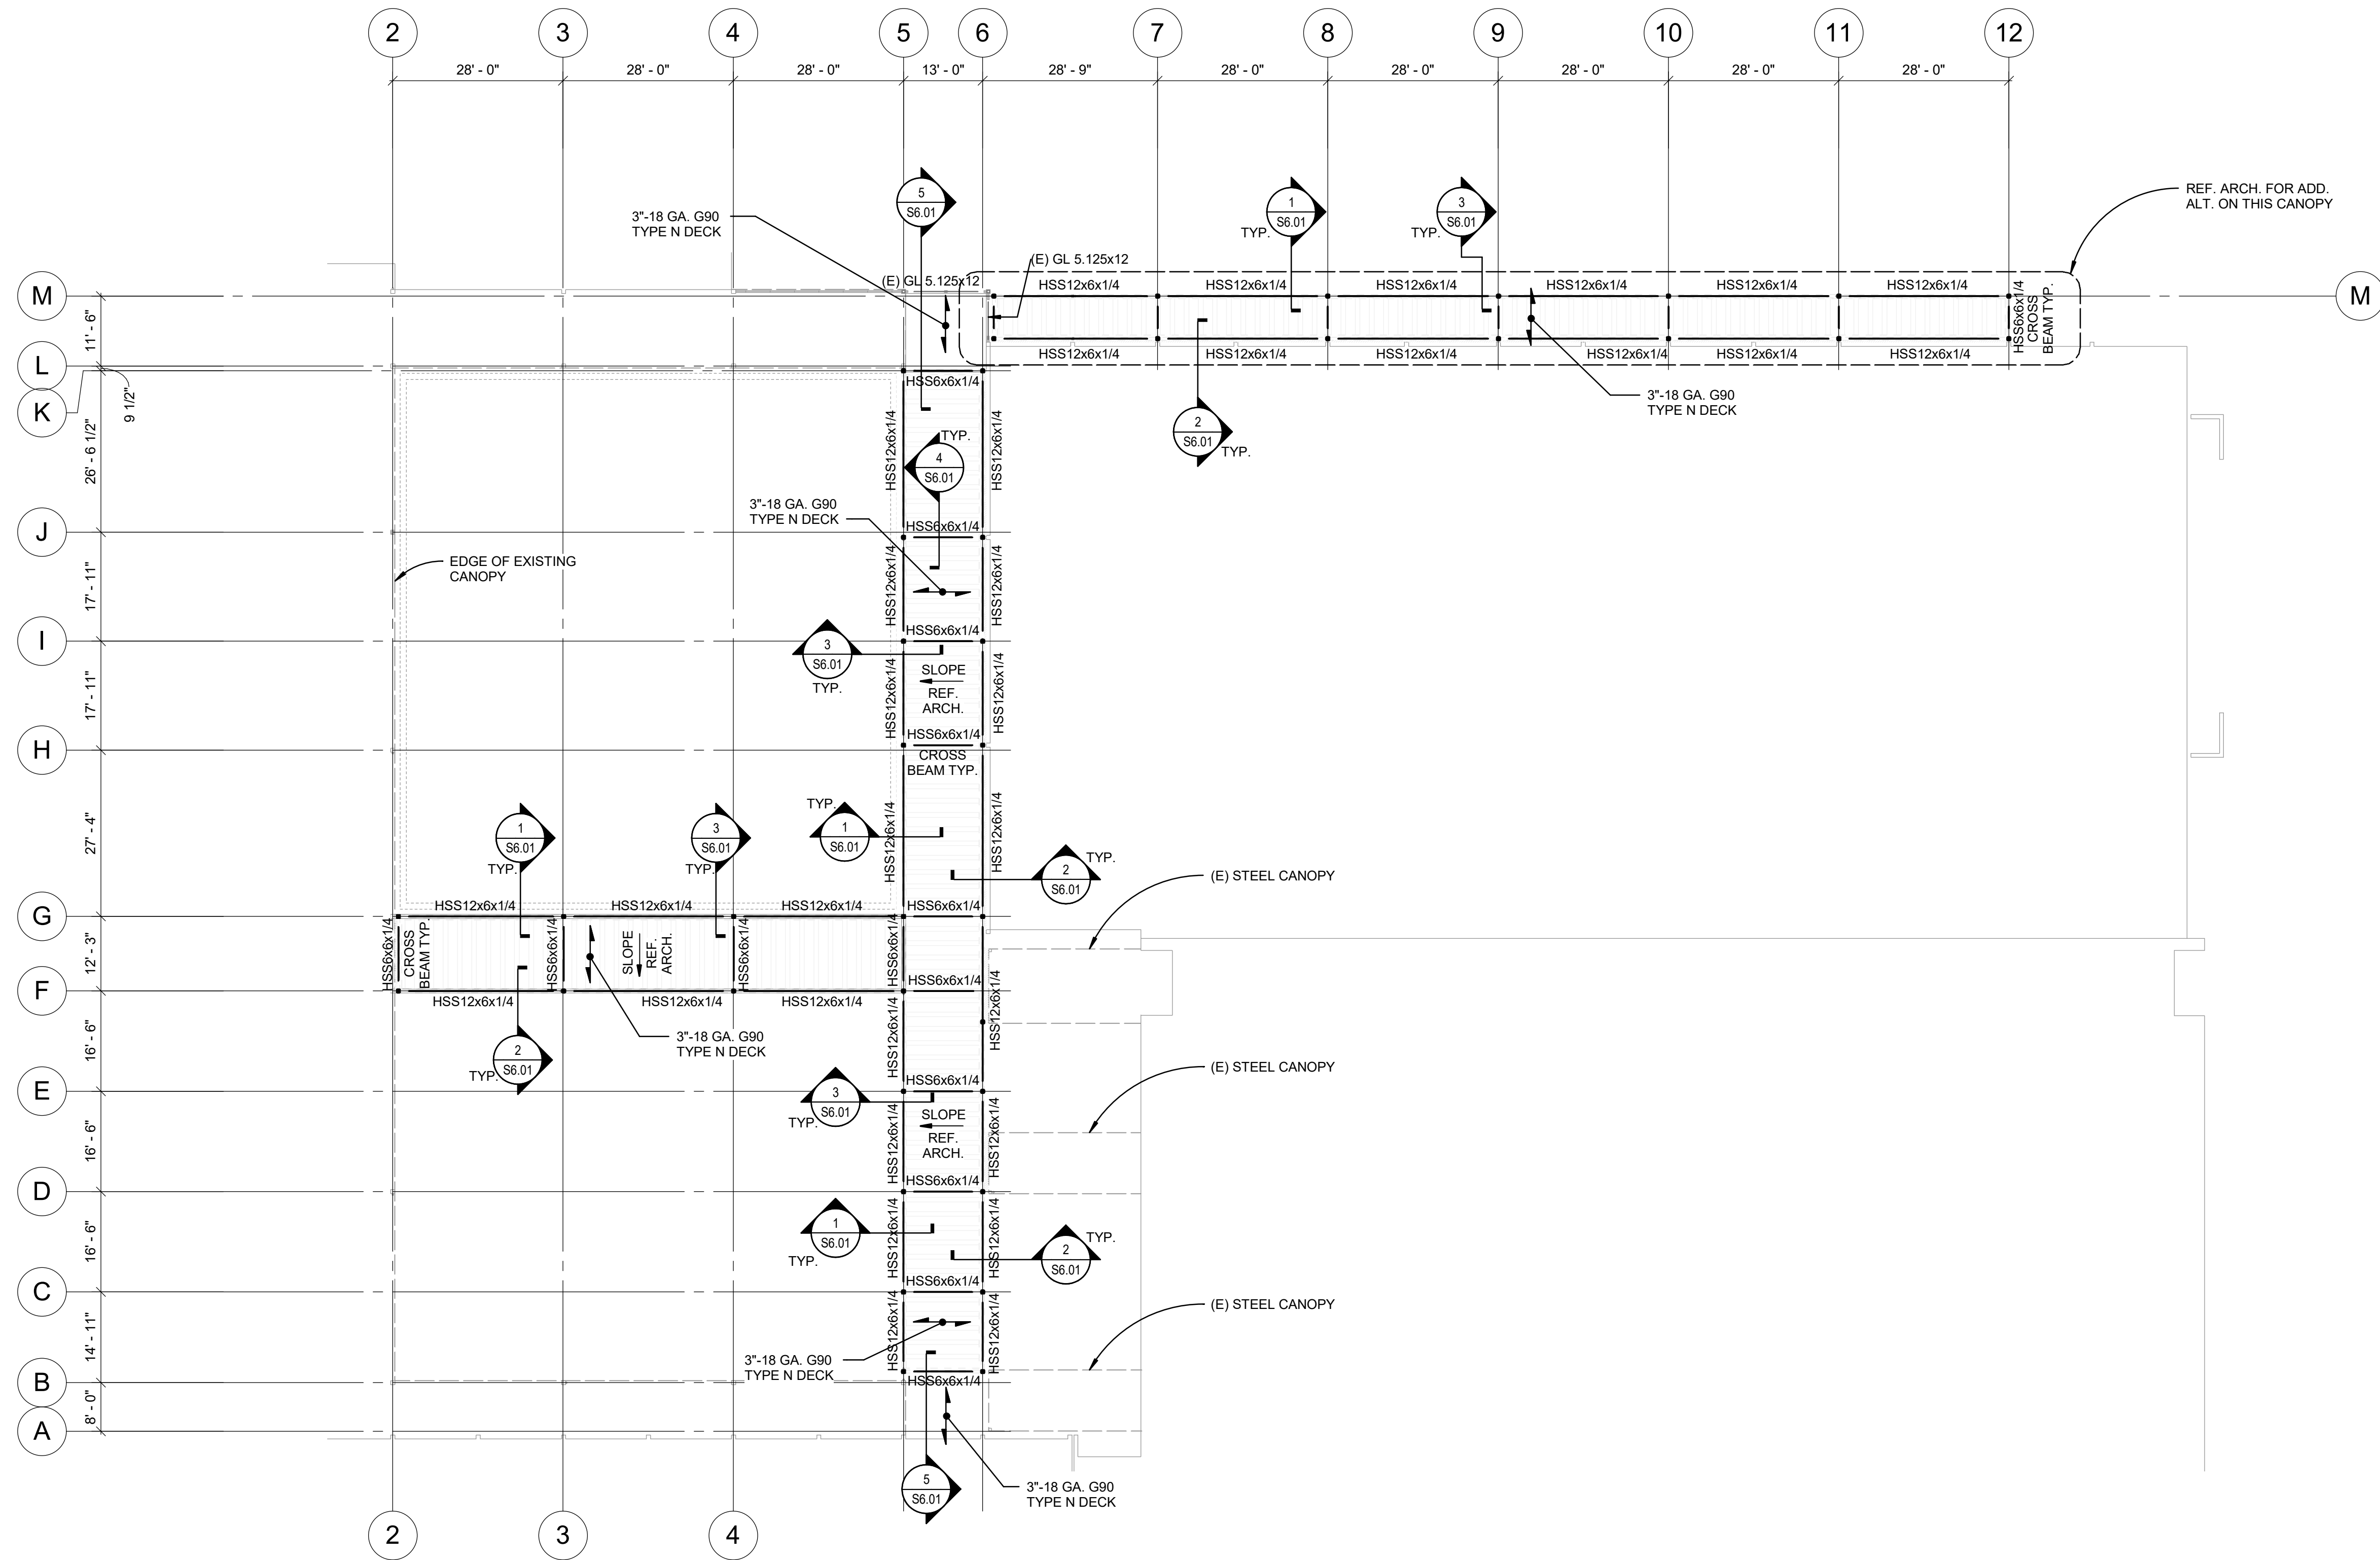 2
3
4
5
6
7
8
9
10
11
12
28' - 0"
28' - 0"
28' - 0"
13' - 0"
28' - 9"
28' - 0"
28' - 0"
28' - 0"
28' - 0"
28' - 0"
REF. ARCH. FOR ADD.
ALT. ON THIS CANOPY
5
S6.01
1
S6.01
TYP.
3
S6.01
TYP.
3"-18 GA. G90
TYPE N DECK
(E) GL 5.125x12
(E) GL 5.125x12
M
M
HSS12x6x1/4
HSS12x6x1/4
HSS12x6x1/4
HSS12x6x1/4
HSS12x6x1/4
HSS12x6x1/4
HSS6x6x1/4
CROSS
BEAM TYP.
11' - 6"
HSS12x6x1/4
HSS12x6x1/4
HSS12x6x1/4
HSS12x6x1/4
HSS12x6x1/4
HSS12x6x1/4
L
K
9 1/2"
HSS6x6x1/4
3"-18 GA. G90
TYPE N DECK
2
S6.01
TYP.
26' - 6 1/2"
HSS12x6x1/4
HSS12x6x1/4
TYP.
4
S6.01
3"-18 GA. G90
TYPE N DECK
J
HSS6x6x1/4
EDGE OF EXISTING
CANOPY
17' - 11"
HSS12x6x1/4
HSS12x6x1/4
I
HSS6x6x1/4
3
S6.01
TYP.
17' - 11"
HSS12x6x1/4
SLOPE
REF.
ARCH.
HSS12x6x1/4
H
HSS6x6x1/4
CROSS
BEAM TYP.
27' - 4"
1
S6.01
TYP.
3
S6.01
TYP.
TYP.
1
S6.01
HSS12x6x1/4
HSS12x6x1/4
TYP.
2
S6.01
(E) STEEL CANOPY
G
HSS12x6x1/4
HSS12x6x1/4
HSS12x6x1/4
HSS6x6x1/4
12' - 3"
HSS6x6x1/4
CROSS
BEAM TYP.
HSS6x6x1/4
SLOPE
REF.
ARCH.
HSS6x6x1/4
HSS6x6x1/4
F
HSS6x6x1/4
HSS12x6x1/4
HSS12x6x1/4
HSS12x6x1/4
HSS12x6x1/4
16' - 6"
3"-18 GA. G90
TYPE N DECK
2
S6.01
TYP.
HSS12x6x1/4
(E) STEEL CANOPY
E
HSS6x6x1/4
3
S6.01
TYP.
16' - 6"
HSS12x6x1/4
SLOPE
REF.
ARCH.
HSS12x6x1/4
D
HSS6x6x1/4
16' - 6"
1
S6.01
TYP.
HSS12x6x1/4
HSS12x6x1/4
TYP.
2
S6.01
C
HSS6x6x1/4
(E) STEEL CANOPY
14' - 11"
HSS12x6x1/4
HSS12x6x1/4
3"-18 GA. G90
TYPE N DECK
B
HSS6x6x1/4
8' - 0"
A
5
S6.01
3"-18 GA. G90
TYPE N DECK
2
3
4